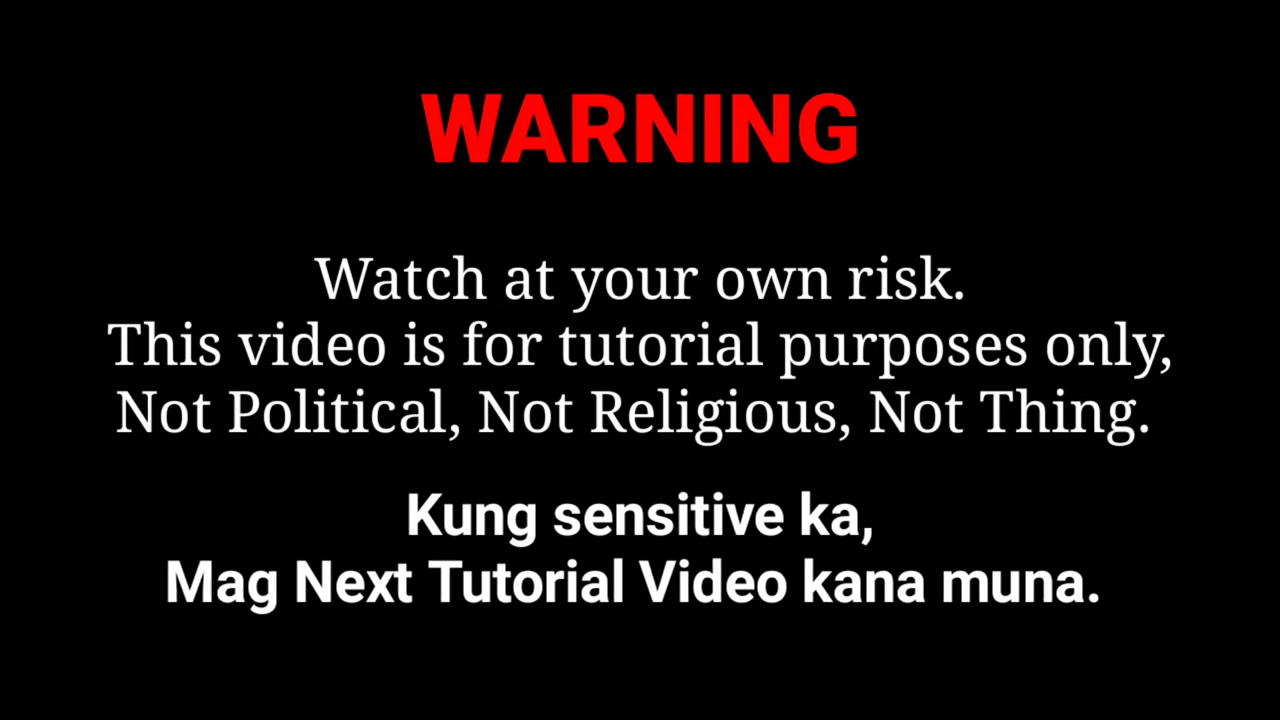 WARNING
Watch at your own risk.
This video is for tutorial purposes only,
Not Political, Not Religious, Not Thing.
Kung sensitive ka,
Mag Next Tutorial Video kana muna.